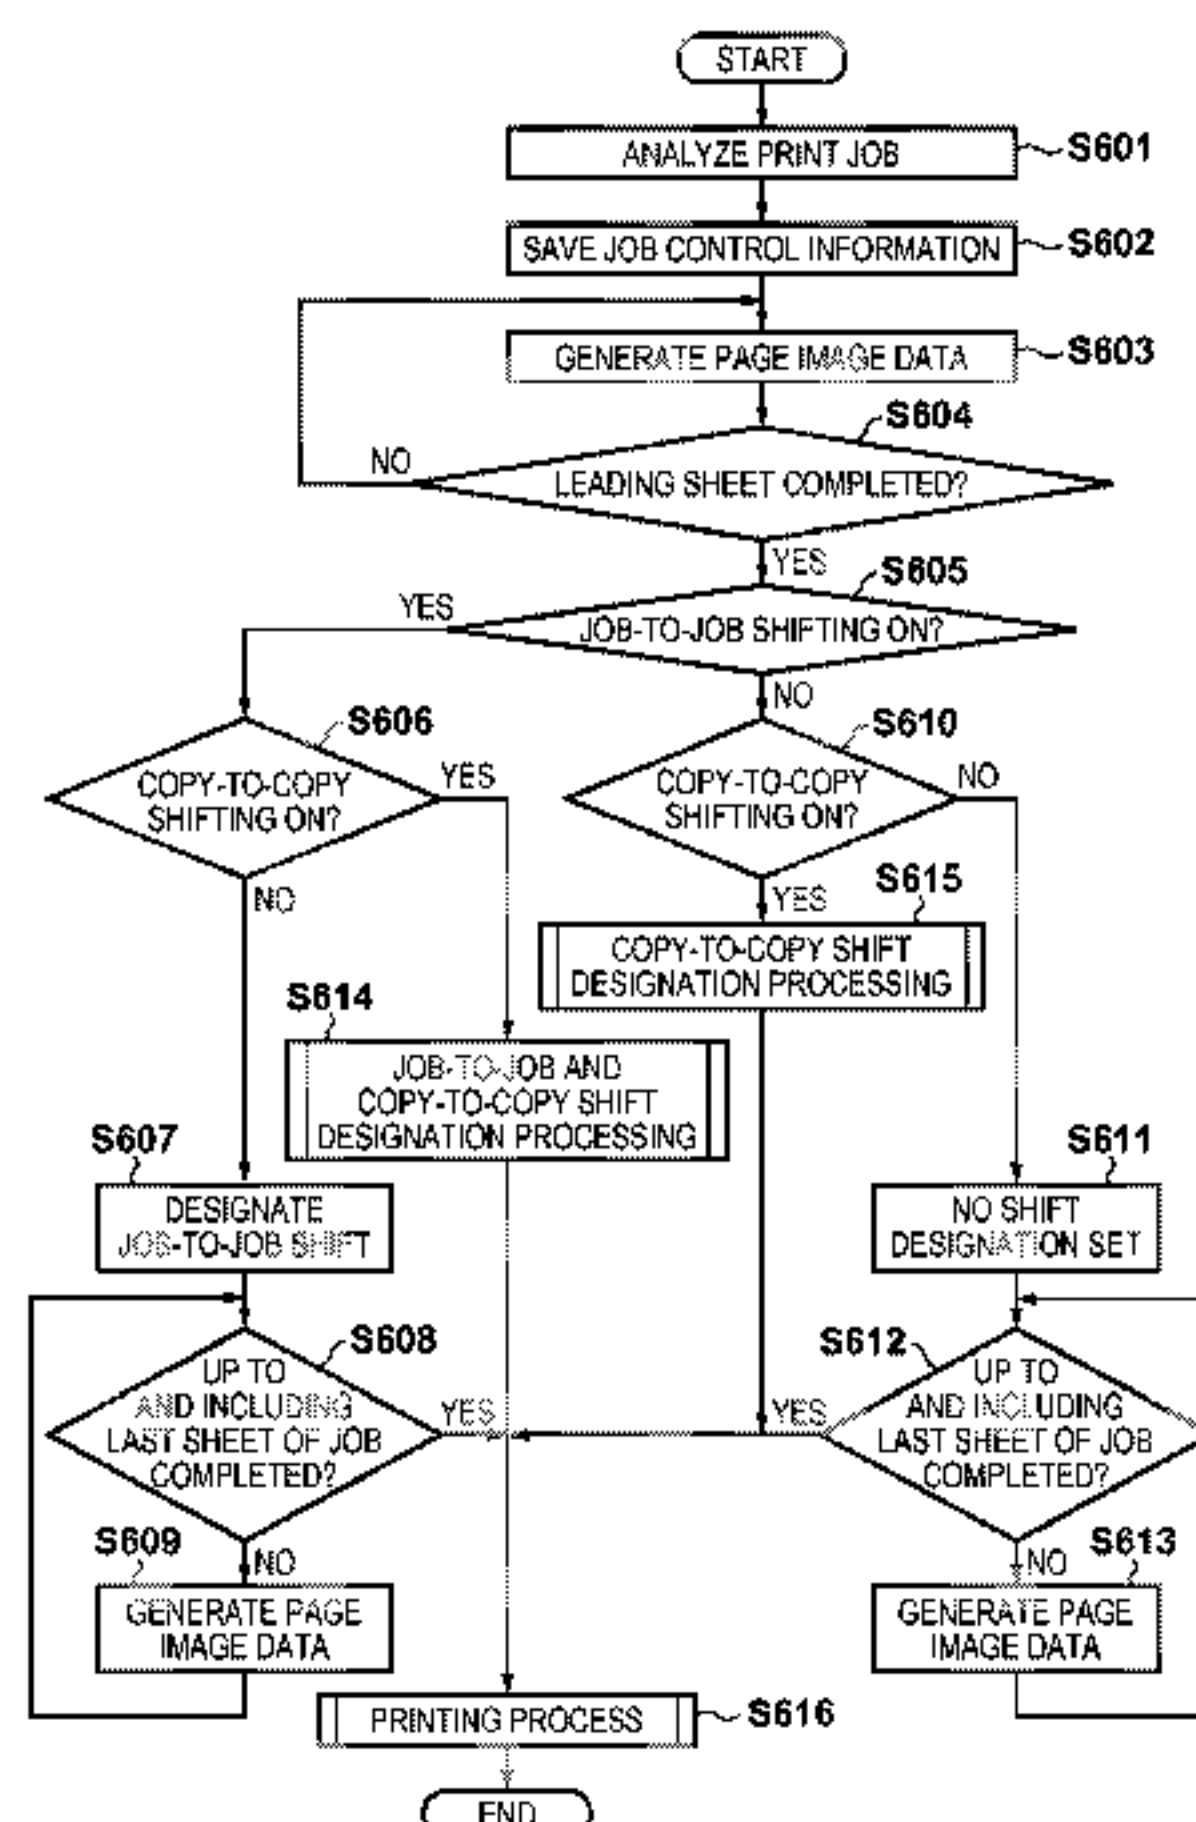 START
ANALYZE PRINT JOB
S601
SAVE JOB CONTROL INFORMATION
S602
GENERATE PAGE IMAGE DATA
S603
S604
NO
LEADING SHEET COMPLETED?
YES
S605
YES
JOB-TO-JOB SHIFTING ON?
NO
S606
S610
COPY-TO-COPY
SHIFTING ON?
YES
COPY-TO-COPY
SHIFTING ON?
NO
NO
YES
S615
COPY-TO-COPY SHIFT
DESIGNATION PROCESSING
S614
JOB-TO-JOB AND
COPY-TO-COPY SHIFT
DESIGNATION PROCESSING
S607
S611
DESIGNATE
JOB-TO-JOB SHIFT
NO SHIFT
DESIGNATION SET
S608
S612
UP TO
AND INCLUDING
LAST SHEET OF JOB
COMPLETED?
YES
YES
UP TO
AND INCLUDING
LAST SHEET OF JOB
COMPLETED?
S609
NO
NO
S613
GENERATE PAGE
IMAGE DATA
GENERATE PAGE
IMAGE DATA
PRINTING PROCESS
S616
END